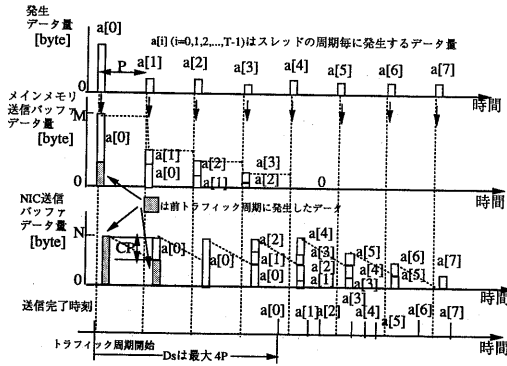 発生
データ量
[byte]
a[0]
a[i] (i=0,1,2,...,T-1)はスレッドの周期毎に発生するデータ量
P
a[1]
a[2]
a[3]
a[4]
a[5]
a[6]
a[7]
0
時間
メインメモリ
送信バッファ
データ量
[byte]
M
a[0]
a[1]
a[0]
a[2]
a[1]
a[3]
a[2]
0
0
時間
は前トラフィック周期に発生したデータ
NIC送信
バッファ
データ量
[byte]
N
CP
a[0]
a[0]
a[2]
a[1]
a[0]
a[4]
a[3]
a[2]
a[1]
a[5]
a[4]
a[3]
a[6]
a[5]
a[7]
0
時間
送信完了時刻
a[0]
a[1]
a[2]
a[3]
a[4]
a[5]
a[6]
a[7]
時間
トラフィック周期開始
Dsは最大 4P